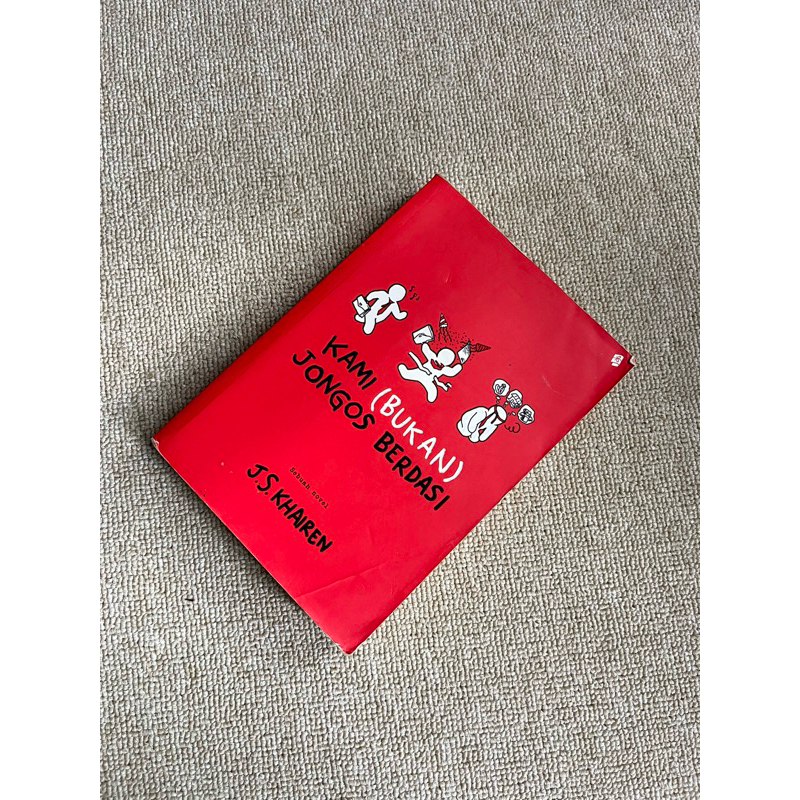 KAMI (BUKAN)
JONGOS BERDASI
Sebuah novel
J.S. KHAIREN